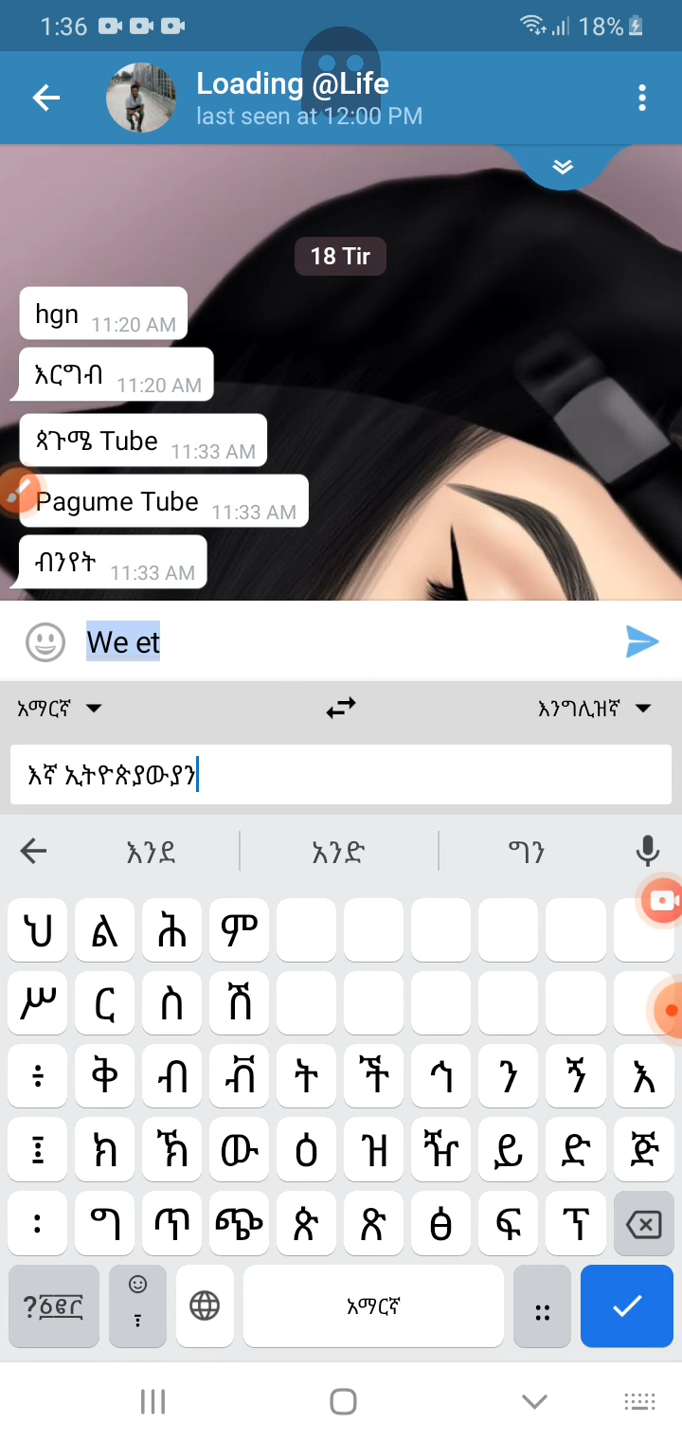 1:36 18%
Loading @Life
last seen at 12:00 PM
18 Tir
hgn 11:20 AM
እርግብ 11:20 AM
ጳጉሜ Tube 11:33 AM
Pagume Tube 11:33 AM
ብንየት 11:33 AM
We et
አማርኛ እንግሊዝኛ
እኛ ኢትዮጵያውያን
እንደ አንድ ግን
ህ ል ሕ ም
ሥ ር ስ ሽ
፥ ቅ ብ ቭ ት ች ኅ ን ኝ እ
፤ ክ ኽ ው ዕ ዝ ዥ ይ ድ ጅ
፡ ግ ጥ ጭ ጵ ጽ ፅ ፍ ፕ
?፩፪፫ ፣ አማርኛ ።